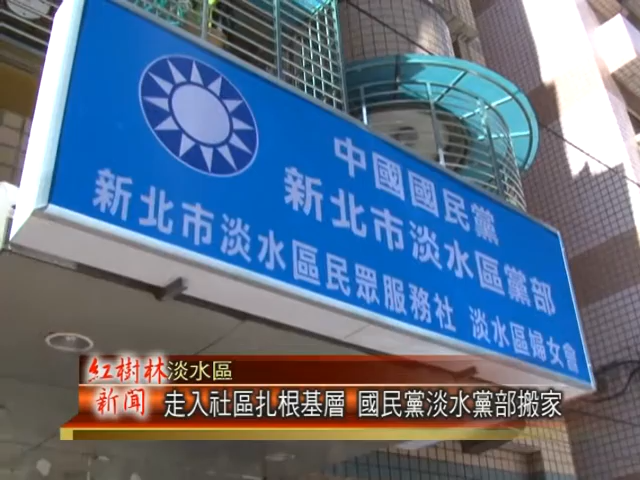 中國國民黨
新北市淡水區黨部
新北市淡水區民眾服務社 淡水區婦女會
紅樹林 淡水區
新聞 走入社區扎根基層 國民黨淡水黨部搬家